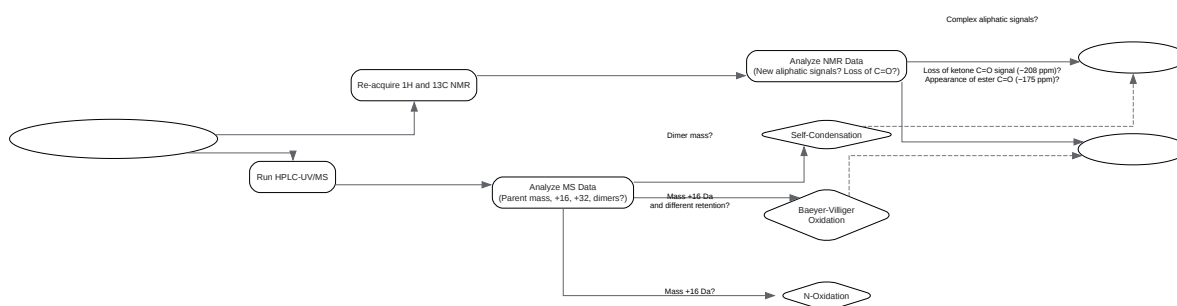 Complex aliphatic signals?
Analyze NMR Data
(New aliphatic signals? Loss of C=O?)
Loss of ketone C=O signal (~208 ppm)?
Appearance of ester C=O (~175 ppm)?
Re-acquire 1H and 13C NMR
Dimer mass?
Self-Condensation
Run HPLC-UV/MS
Analyze MS Data
(Parent mass, +16, +32, dimers?)
Mass +16 Da
and different retention?
Baeyer-Villiger
Oxidation
Mass +16 Da?
N-Oxidation